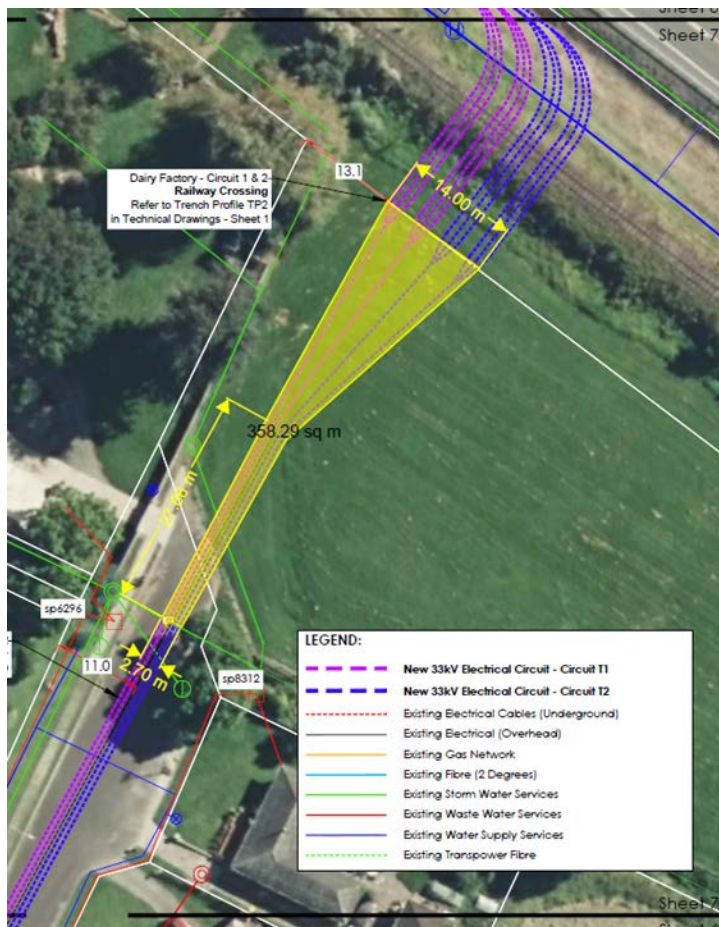 Sheet 7
13.1
Dairy Factory - Circuit 1 & 2
Railway Crossing
Refer to Trench Profile TP2
in Technical Drawings - Sheet 1
14.00 m
358.29 sq m
sp6296
11.0
2.70 m
sp8312
LEGEND:
New 33kV Electrical Circuit - Circuit T1
New 33kV Electrical Circuit - Circuit T2
Existing Electrical Cables (Underground)
Existing Electrical (Overhead)
Existing Gas Network
Existing Fibre (2 Degrees)
Existing Storm Water Services
Existing Waste Water Services
Existing Water Supply Services
Existing Transpower Fibre
Sheet 7